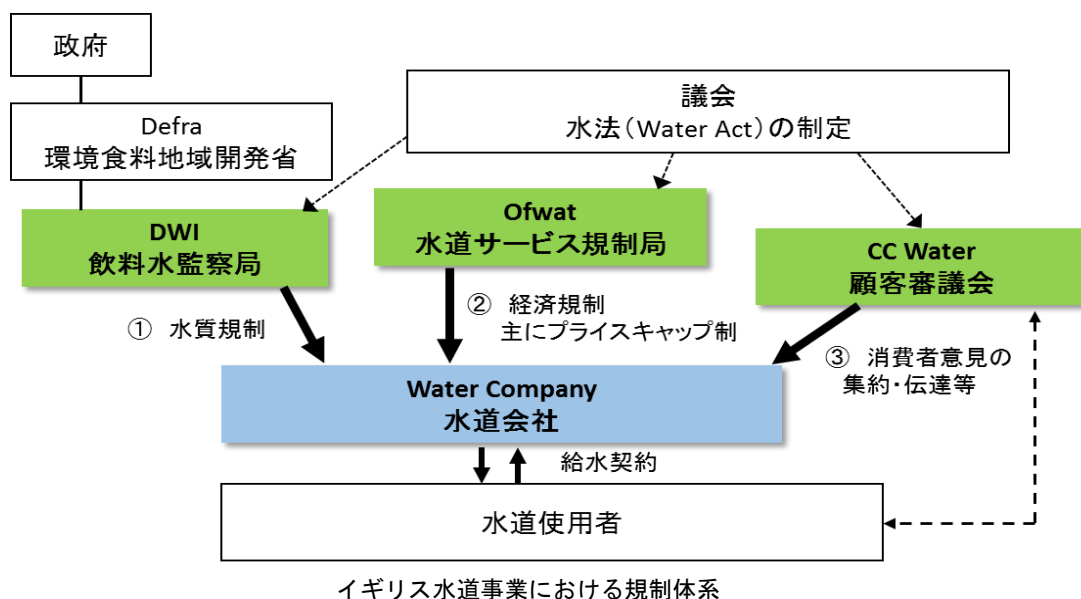 政府
Defra
環境食料地域開発省
議会
水法(Water Act)の制定
DWI
飲料水監察局
Ofwat
水道サービス規制局
CC Water
顧客審議会
① 水質規制
② 経済規制
主にプライスキャップ制
③ 消費者意見の
集約・伝達等
Water Company
水道会社
給水契約
水道使用者
イギリス水道事業における規制体系